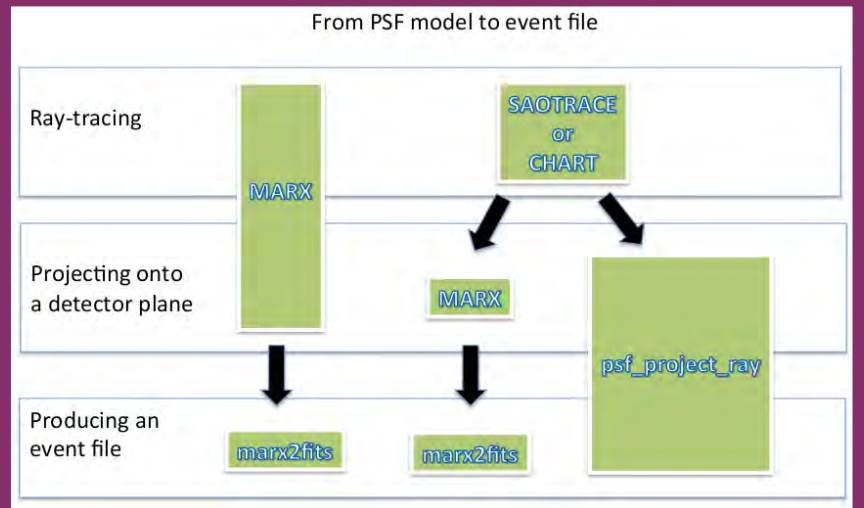 From PSF model to event file
Ray-tracing
MARX
SAOTRACE
or
CHART
Projecting onto
a detector plane
MARX
psf_project_ray
Producing an
event file
marx2fits
marx2fits